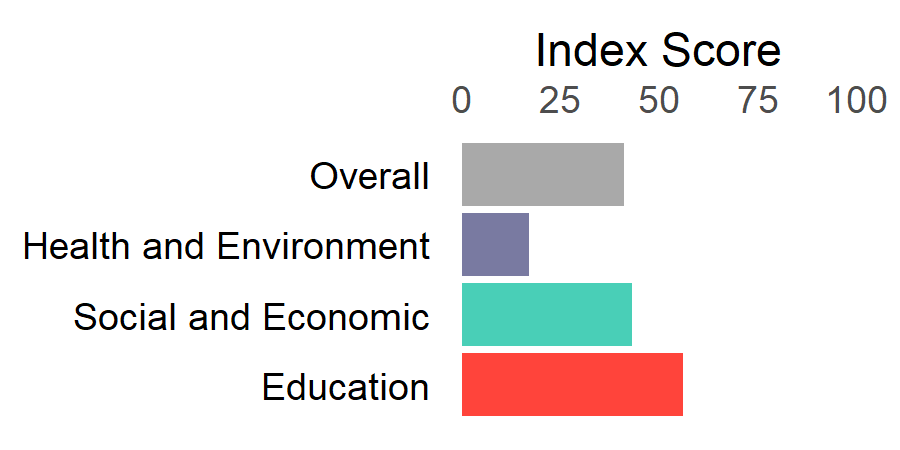 Index Score
0 25 50 75 100
Overall
Health and Environment
Social and Economic
Education